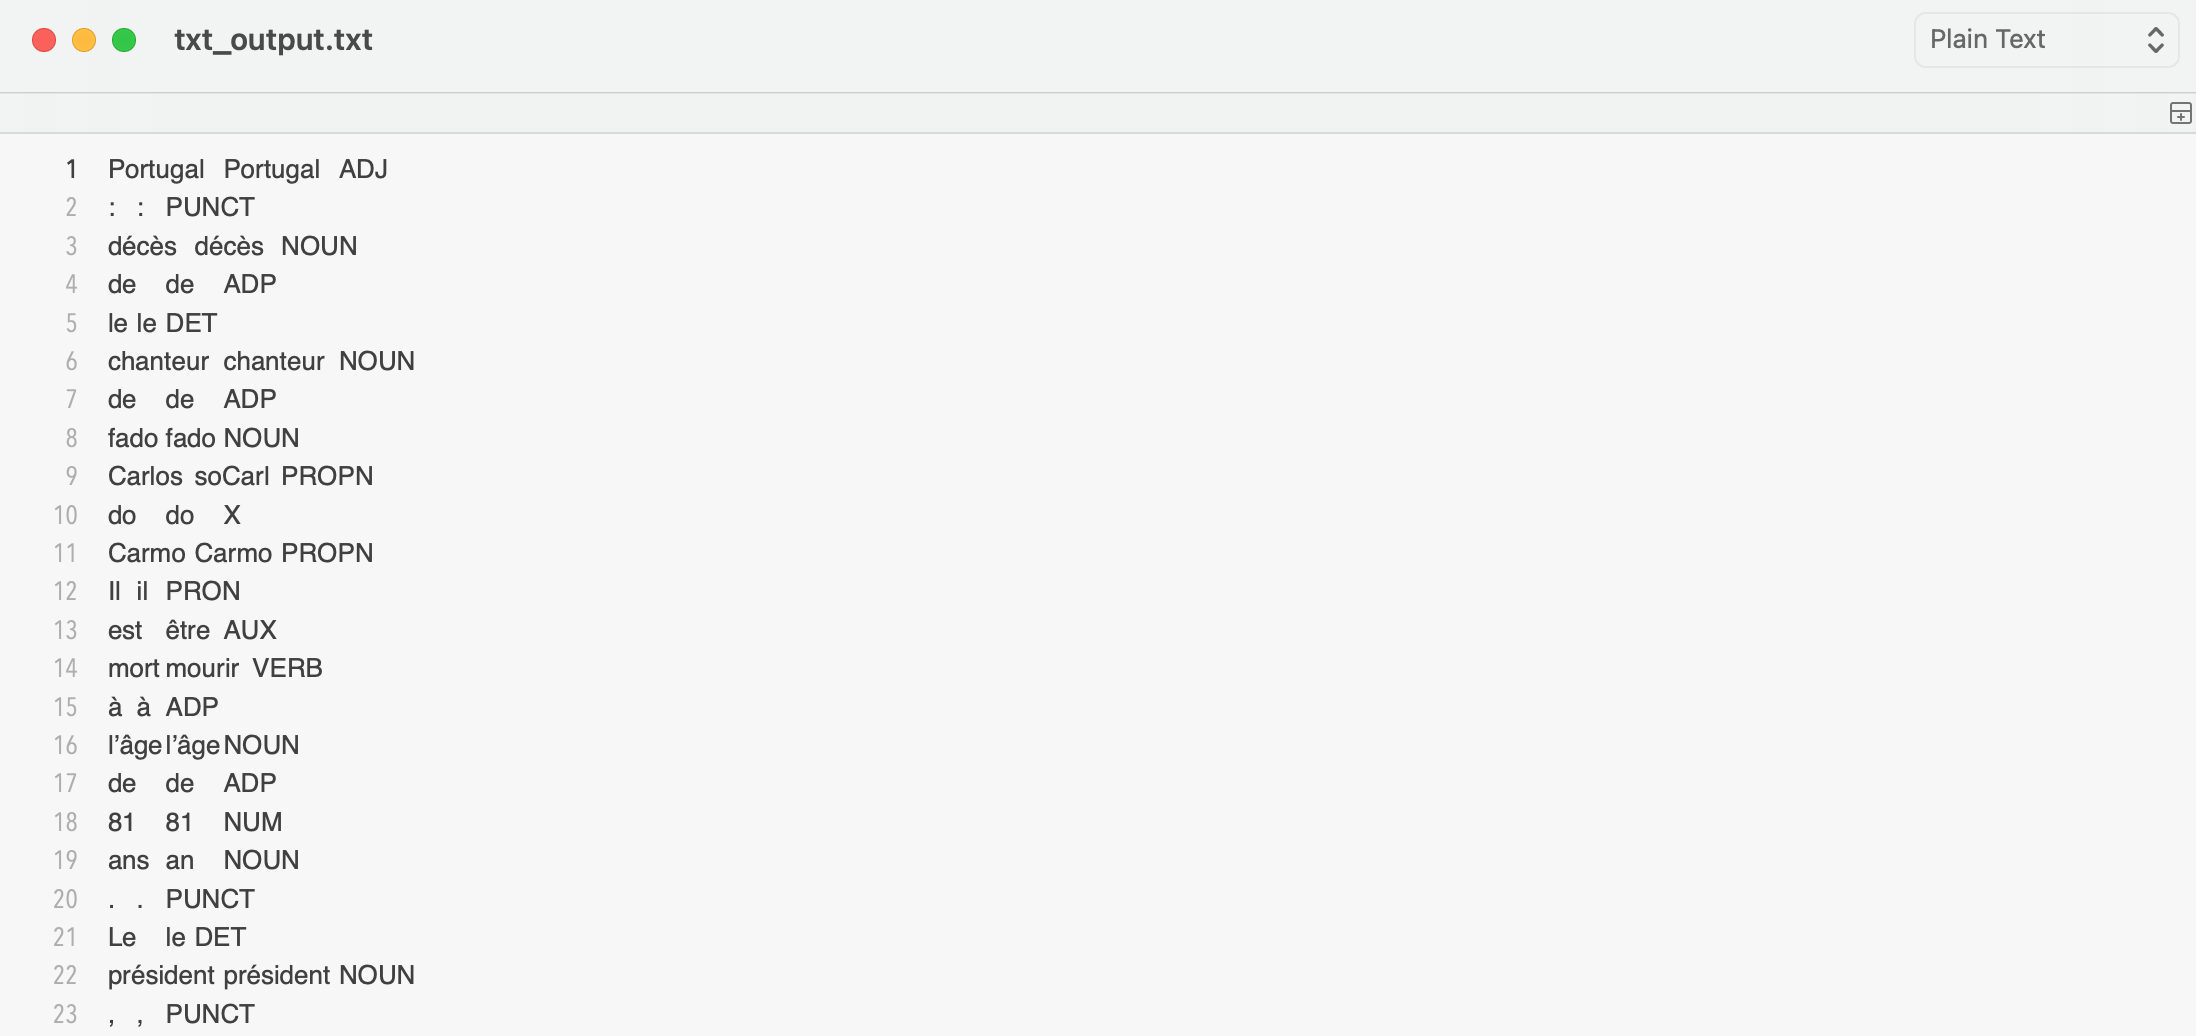 txt_output.txt
Plain Text
1 Portugal Portugal ADJ
2 : : PUNCT
3 décès décès NOUN
4 de de ADP
5 le le DET
6 chanteur chanteur NOUN
7 de de ADP
8 fado fado NOUN
9 Carlos soCarl PROPN
10 do do X
11 Carmo Carmo PROPN
12 Il il PRON
13 est être AUX
14 mort mourir VERB
15 à à ADP
16 l’âge l’âge NOUN
17 de de ADP
18 81 81 NUM
19 ans an NOUN
20 . . PUNCT
21 Le le DET
22 président président NOUN
23 , , PUNCT